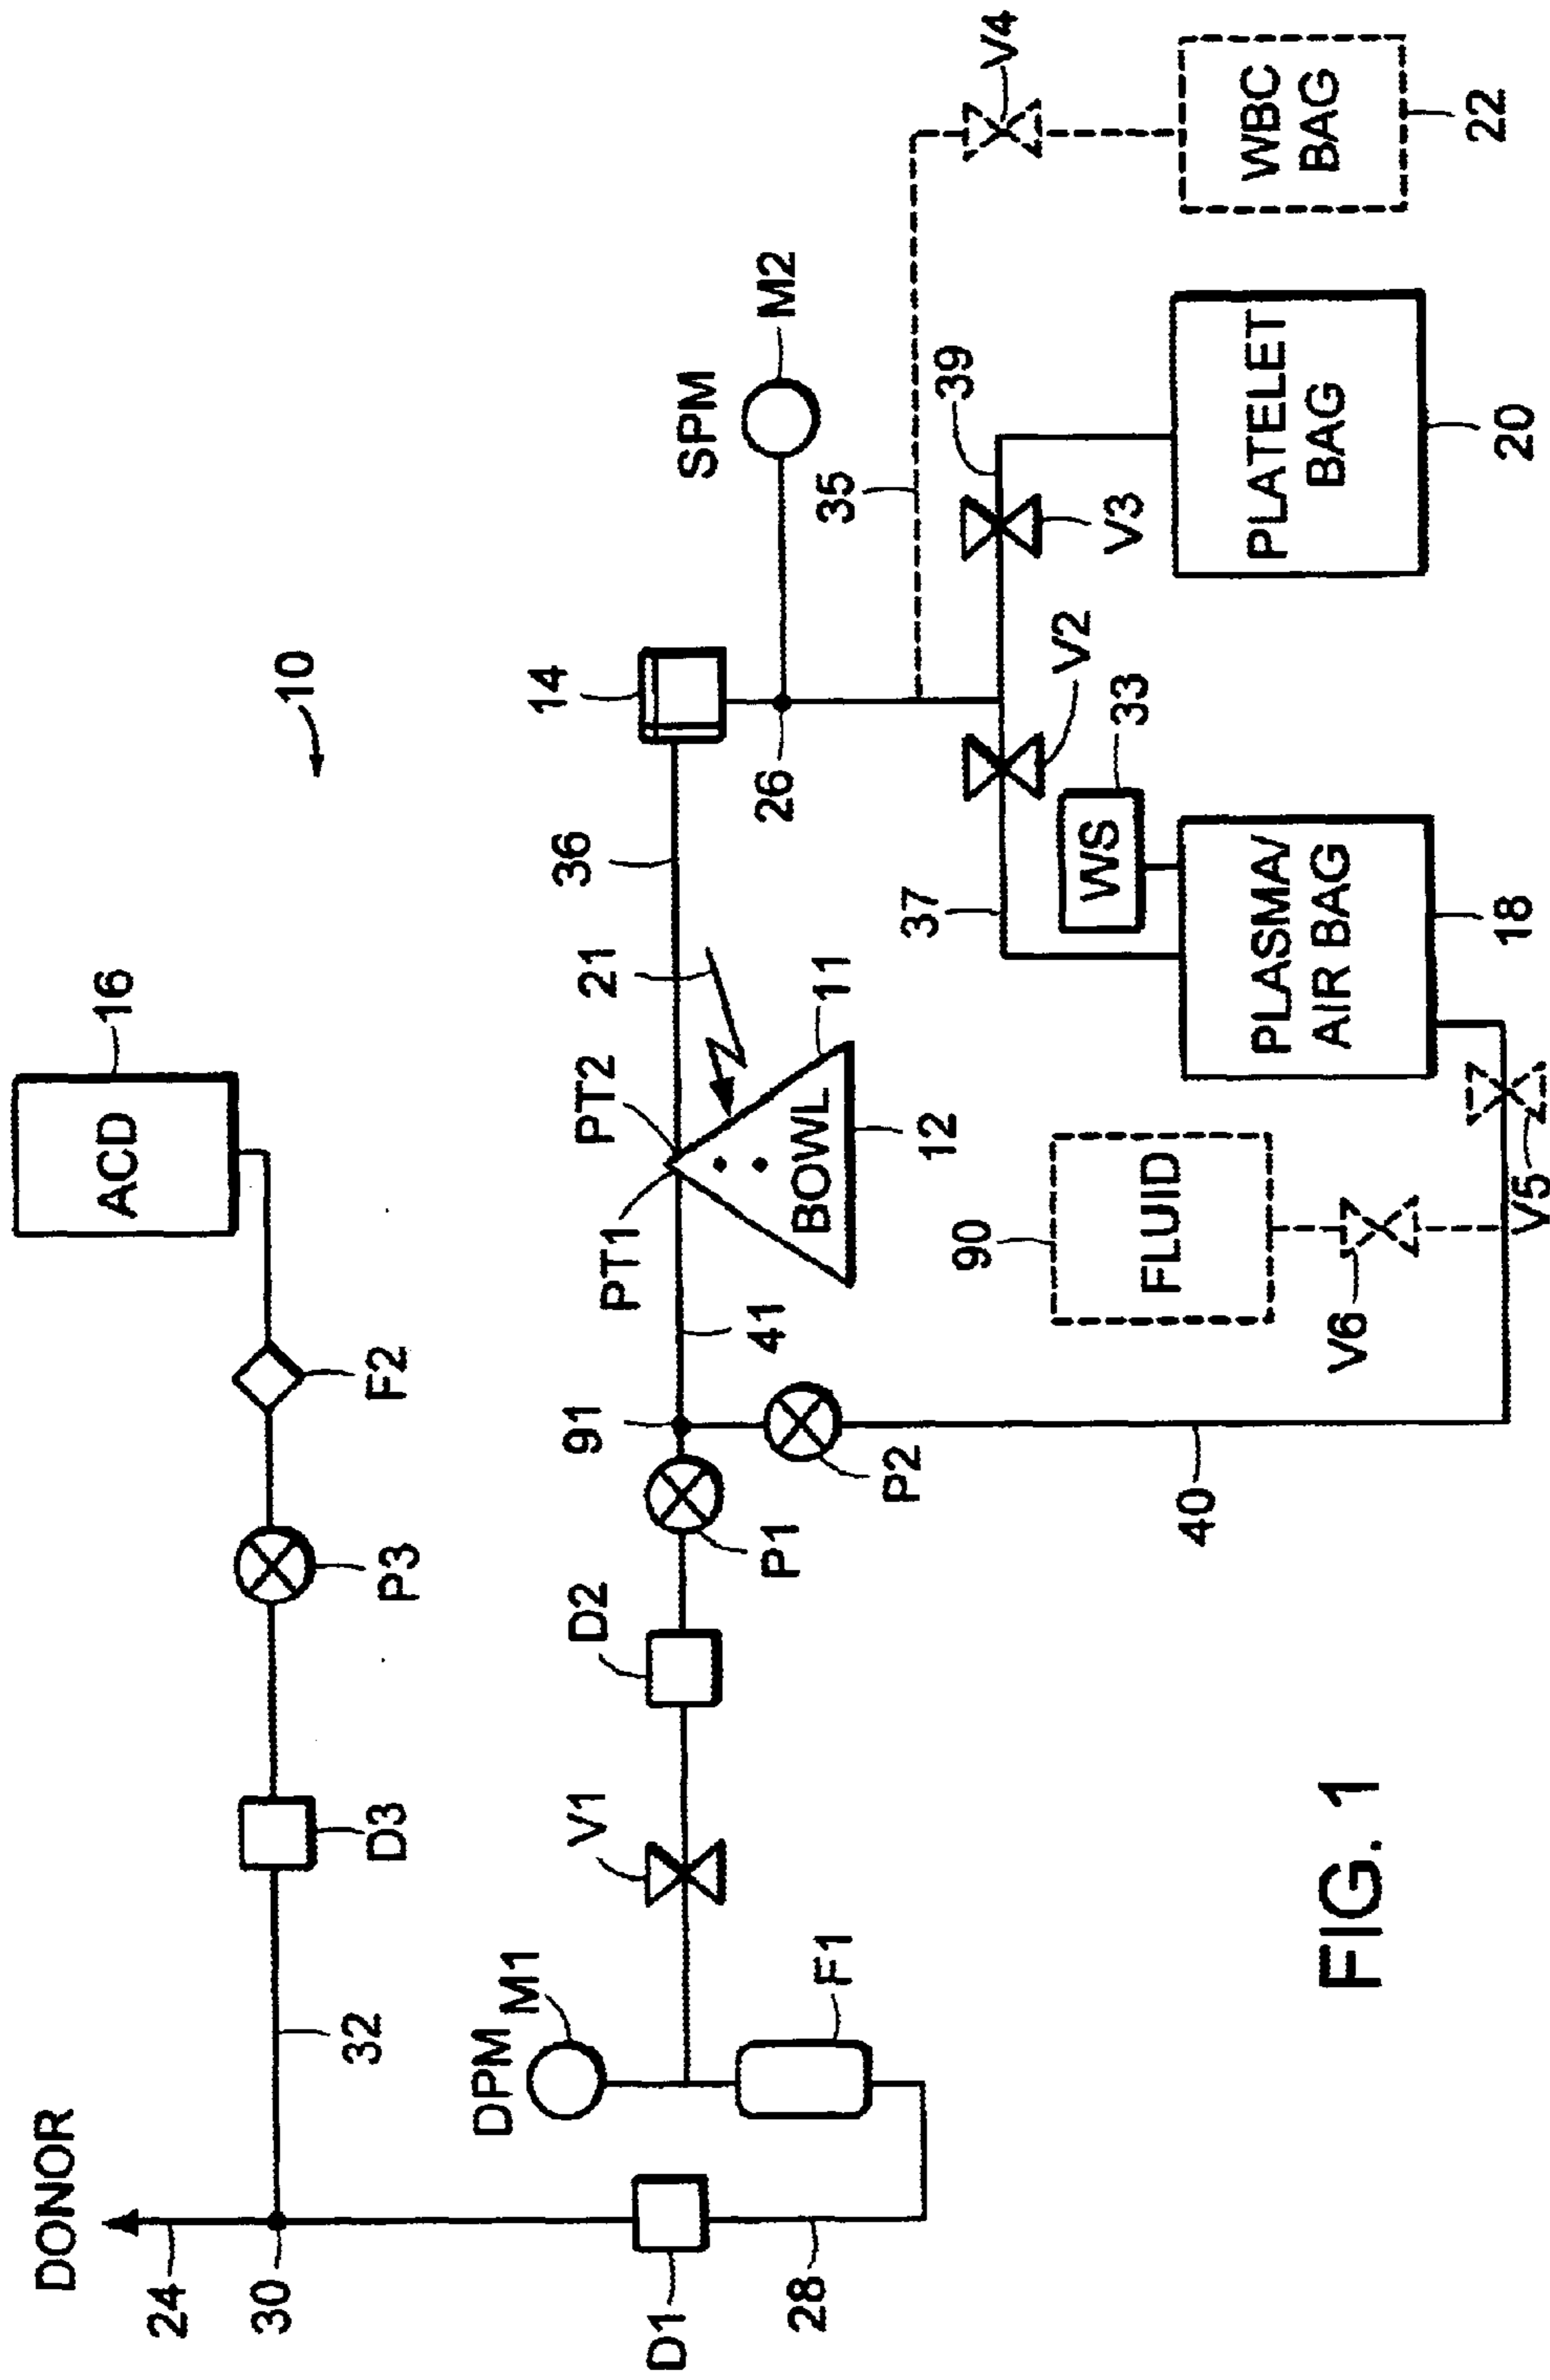 DONOR
24
30
32
D3
P3
F2
ACD
16
10
D1
28
DPM
M1
F1
V1
D2
P1
91
P2
41
PT1
PT2
BOWL
11
12
21
36
14
26
SPM
M2
35
39
V4
WBC
BAG
22
V3
V2
37
WS
33
PLATELET
BAG
20
PLASMA/
AIR BAG
18
FLUID
90
V6
V5
40
FIG. 1